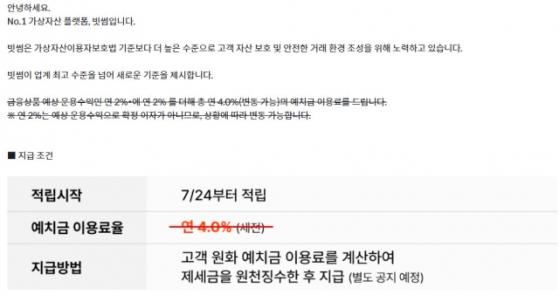 안녕하세요.
No.1 가상자산 플랫폼, 빗썸입니다.
빗썸은 가상자산이용자보호법 기준보다 더 높은 수준으로 고객 자산 보호 및 안전한 거래 환경 조성을 위해 노력하고 있습니다.
빗썸이 업계 최고 수준을 넘어 새로운 기준을 제시합니다.
금융상품 예상 운용수익인 연 2%*에 연 2% 를 더해 총 연 4.0%(변동 가능)의 예치금 이용료를 드립니다.
※ 연 2%는 예상 운용수익으로 확정 이자가 아니므로, 상황에 따라 변동 가능합니다.
■ 지급 조건
적립시작 7/24부터 적립
예치금 이용료율 연 4.0% (세전)
지급방법 고객 원화 예치금 이용료를 계산하여
제세금을 원천징수한 후 지급 (별도 공지 예정)